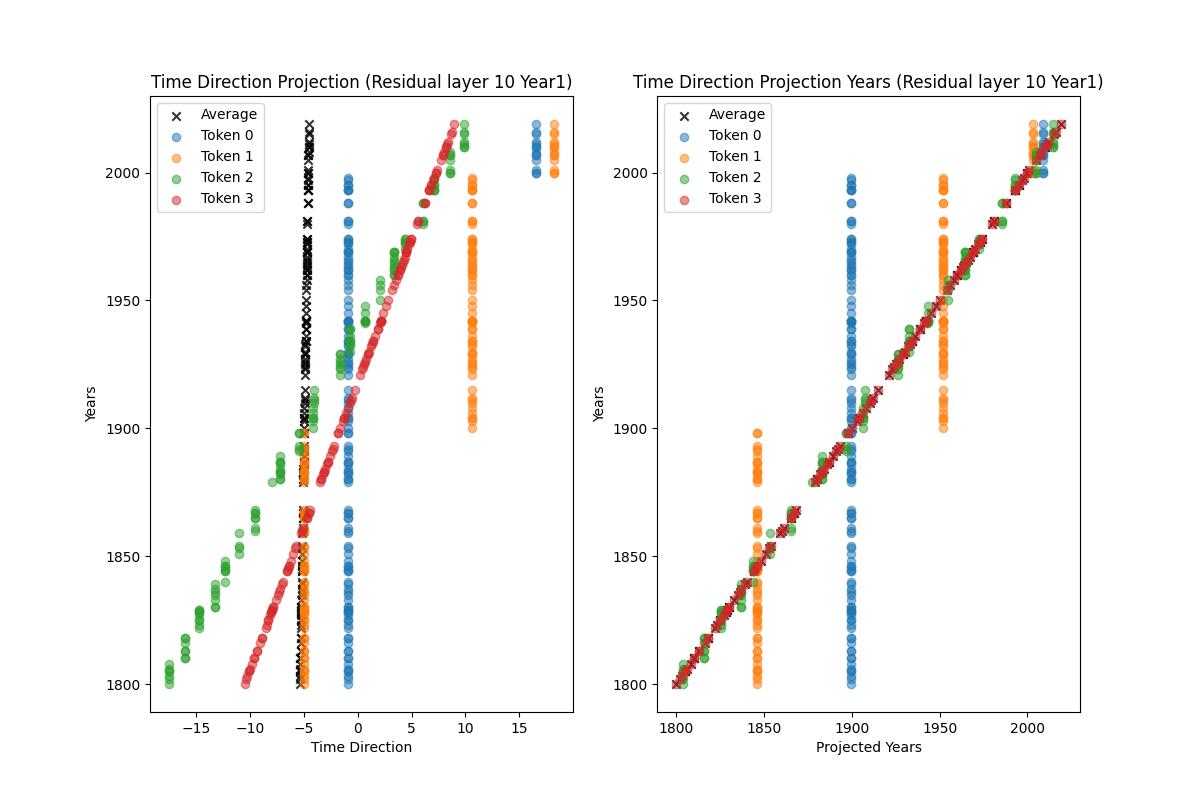 Time Direction Projection (Residual layer 10 Year1)
Average
Token 0
Token 1
Token 2
Token 3
Years
2000
1950
1900
1850
1800
−15 −10 −5 0 5 10 15
Time Direction
Time Direction Projection Years (Residual layer 10 Year1)
Average
Token 0
Token 1
Token 2
Token 3
Years
2000
1950
1900
1850
1800
1800 1850 1900 1950 2000
Projected Years